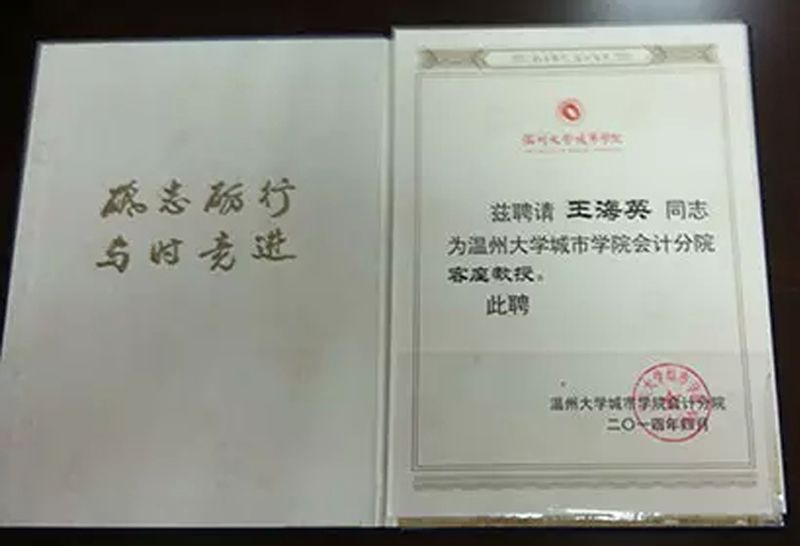 砥志砺行
与时竞进
温州大学城市学院
兹聘请 王海英 同志
为温州大学城市学院会计分院
客座教授。
此聘
温州大学城市学院会计分院
二〇一四年四月